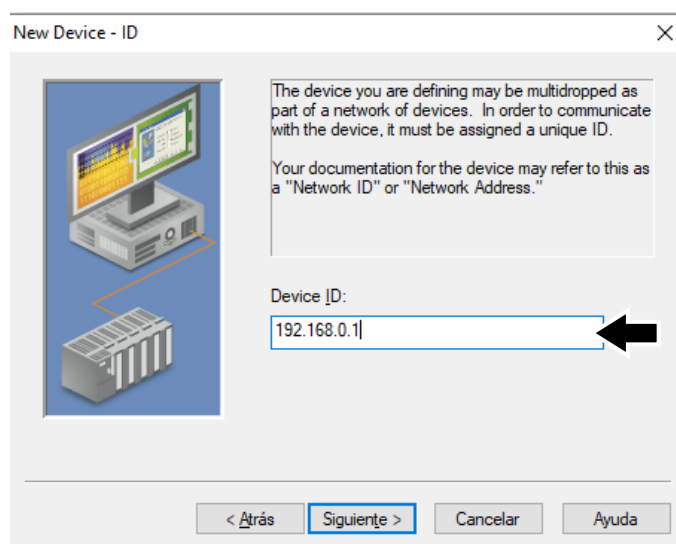 New Device - ID
The device you are defining may be multidropped as
part of a network of devices. In order to communicate
with the device, it must be assigned a unique ID.
Your documentation for the device may refer to this as
a "Network ID" or "Network Address."
Device ID:
192.168.0.1
< Atrás Siguiente > Cancelar Ayuda